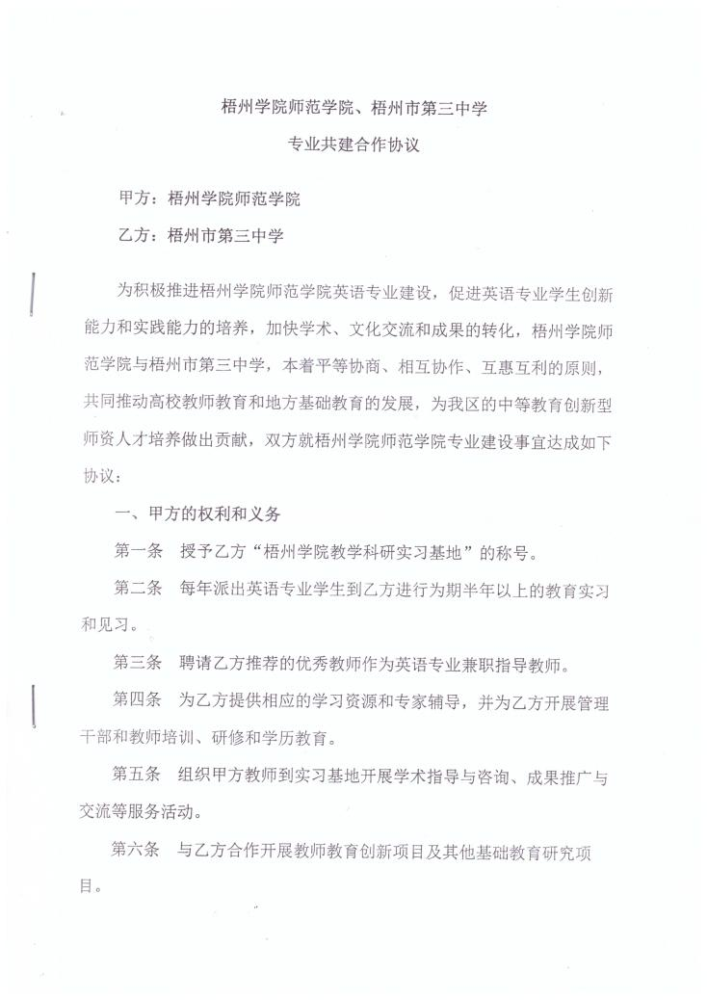 梧州学院师范学院、梧州市第三中学
专业共建合作协议
甲方：梧州学院师范学院
乙方：梧州市第三中学
为积极推进梧州学院师范学院英语专业建设，促进英语专业学生创新
能力和实践能力的培养，加快学术、文化交流和成果的转化，梧州学院师
范学院与梧州市第三中学，本着平等协商、相互协作、互惠互利的原则，
共同推动高校教师教育和地方基础教育的发展，为我区的中等教育创新型
师资人才培养做出贡献，双方就梧州学院师范学院专业建设事宜达成如下
协议：
一、甲方的权利和义务
第一条　授予乙方“梧州学院教学科研实习基地”的称号。
第二条　每年派出英语专业学生到乙方进行为期半年以上的教育实习
和见习。
第三条　聘请乙方推荐的优秀教师作为英语专业兼职指导教师。
第四条　为乙方提供相应的学习资源和专家辅导，并为乙方开展管理
干部和教师培训、研修和学历教育。
第五条　组织甲方教师到实习基地开展学术指导与咨询、成果推广与
交流等服务活动。
第六条　与乙方合作开展教师教育创新项目及其他基础教育研究项
目。